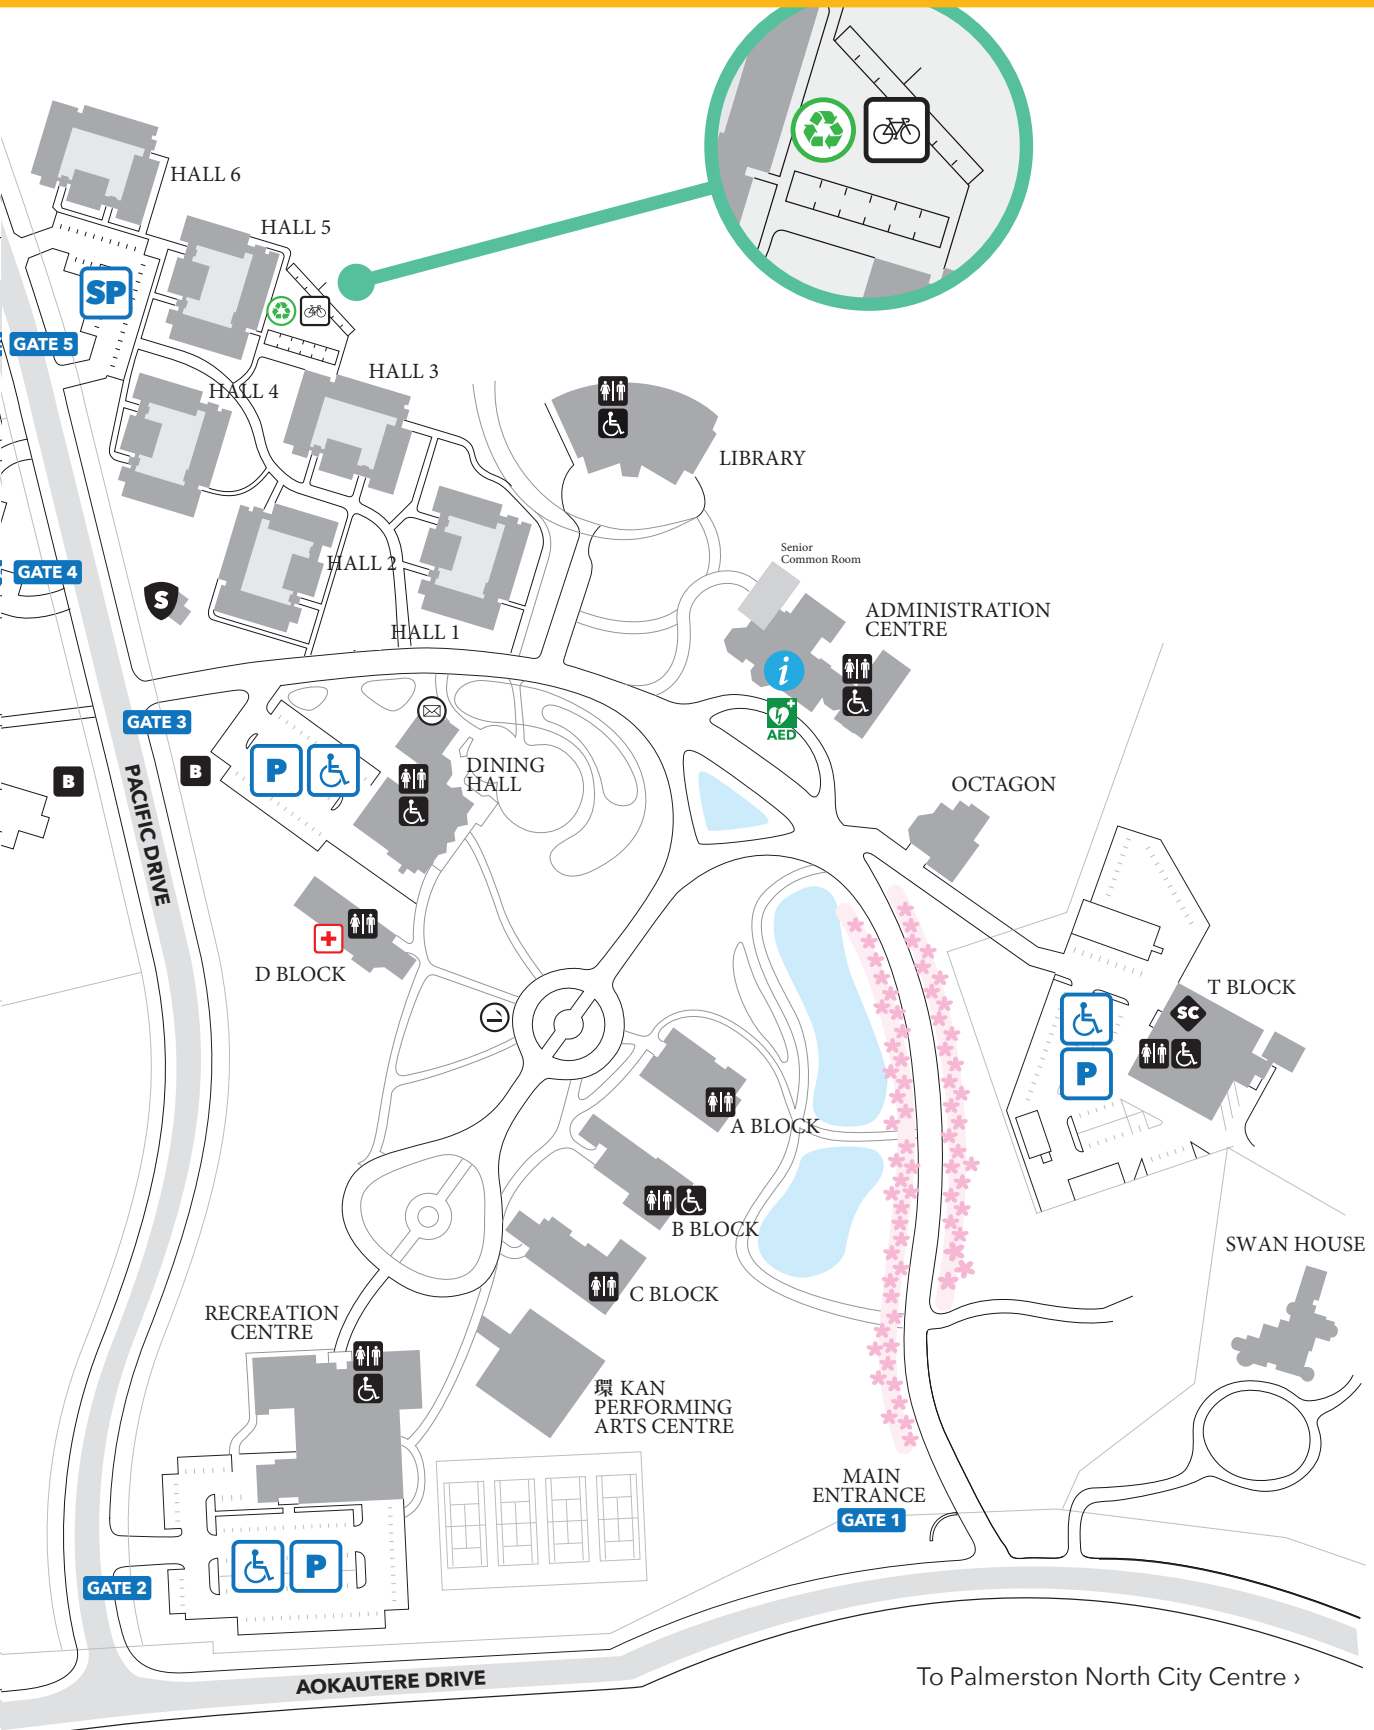 HALL 6
HALL 5
SP
GATE 5
HALL 3
HALL 4
LIBRARY
Senior
Common Room
HALL 2
GATE 4
S
ADMINISTRATION
CENTRE
HALL 1
i
AED
GATE 3
B
B
P
DINING
HALL
OCTAGON
PACIFIC DRIVE
D BLOCK
T BLOCK
SC
P
A BLOCK
B BLOCK
SWAN HOUSE
C BLOCK
RECREATION
CENTRE
環 KAN
PERFORMING
ARTS CENTRE
MAIN
ENTRANCE
GATE 1
P
GATE 2
AOKAUTERE DRIVE
To Palmerston North City Centre ›